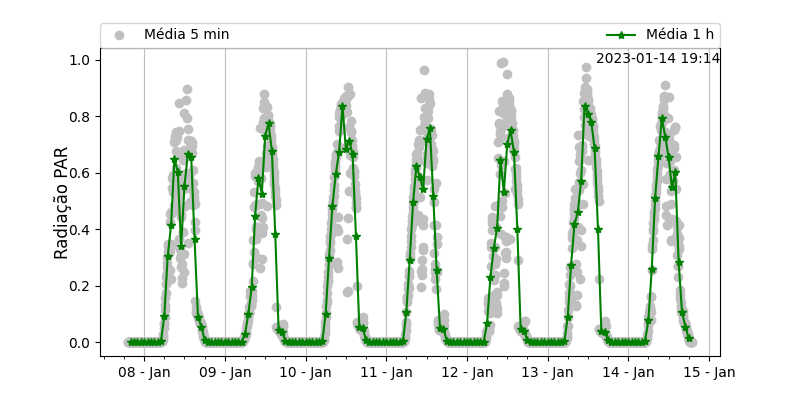 Média 5 min
Média 1 h
2023-01-14 19:14
Radiação PAR
1.0
0.8
0.6
0.4
0.2
0.0
08 - Jan
09 - Jan
10 - Jan
11 - Jan
12 - Jan
13 - Jan
14 - Jan
15 - Jan